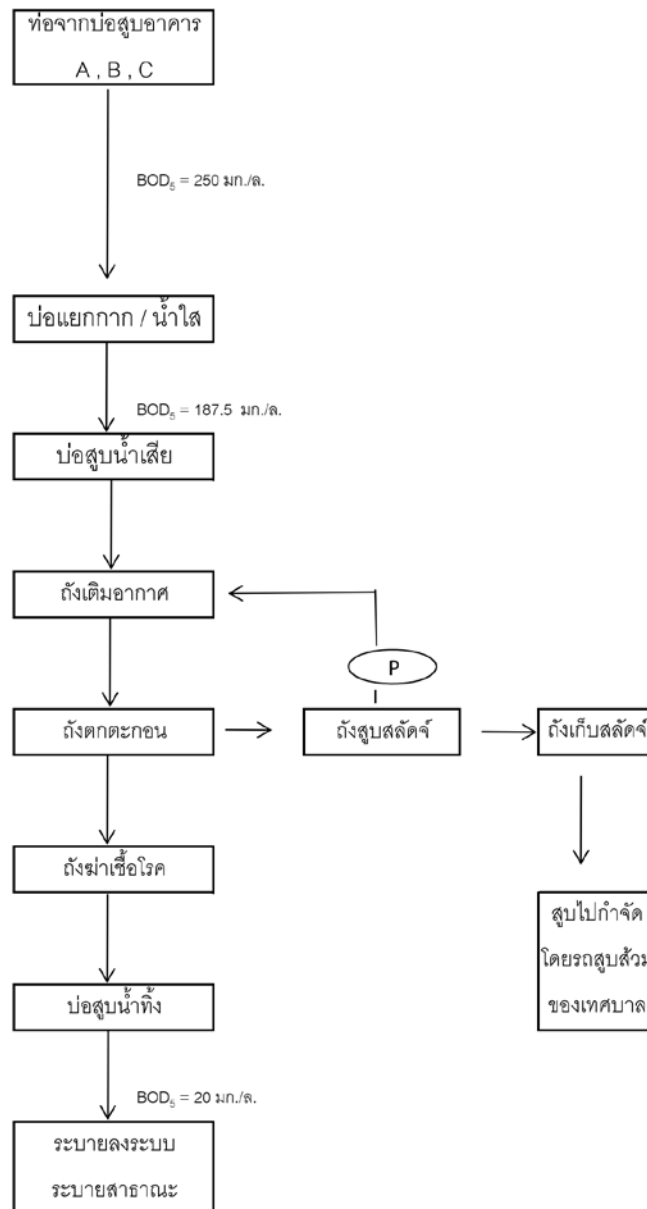 ท่อจากบ่อสูบอาคาร
A , B , C
BOD₅ = 250 มก./ล.
บ่อแยกกาก / น้ำใส
BOD₅ = 187.5 มก./ล.
บ่อสูบน้ำเสีย
ถังเติมอากาศ
P
ถังตกตะกอน
ถังสูบสลัดจ์
ถังเก็บสลัดจ์
ถังฆ่าเชื้อโรค
สูบไปกำจัด
โดยรถสูบส้วม
ของเทศบาล
บ่อสูบน้ำทิ้ง
BOD₅ = 20 มก./ล.
ระบายลงระบบ
ระบายสาธาณะ